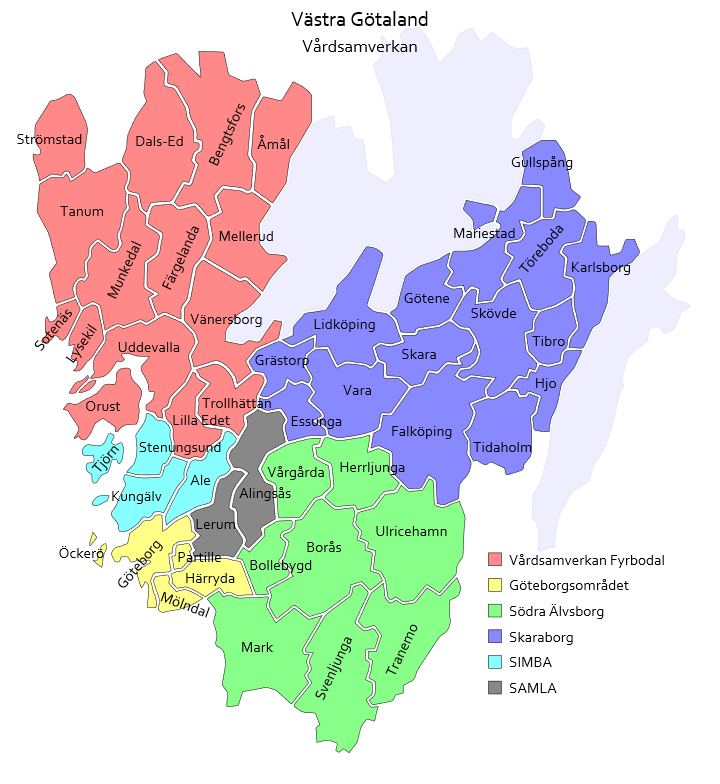 Västra Götaland
Vårdsamverkan
Strömstad
Dals-Ed
Bengtsfors
Åmål
Gullspång
Tanum
Munkedal
Färgelanda
Mellerud
Mariestad
Töreboda
Karlsborg
Götene
Skövde
Sotenäs
Lysekil
Vänersborg
Lidköping
Uddevalla
Tibro
Skara
Grästorp
Hjo
Vara
Orust
Trollhättan
Lilla Edet
Essunga
Falköping
Tidaholm
Stenungsund
Tjörn
Herrljunga
Vårgårda
Ale
Kungälv
Alingsås
Lerum
Ulricehamn
Borås
Öckerö
Göteborg
Partille
Bollebygd
Härryda
Mölndal
Mark
Svenljunga
Tranemo
Vårdsamverkan Fyrbodal
Göteborgsområdet
Södra Älvsborg
Skaraborg
SIMBA
SAMLA